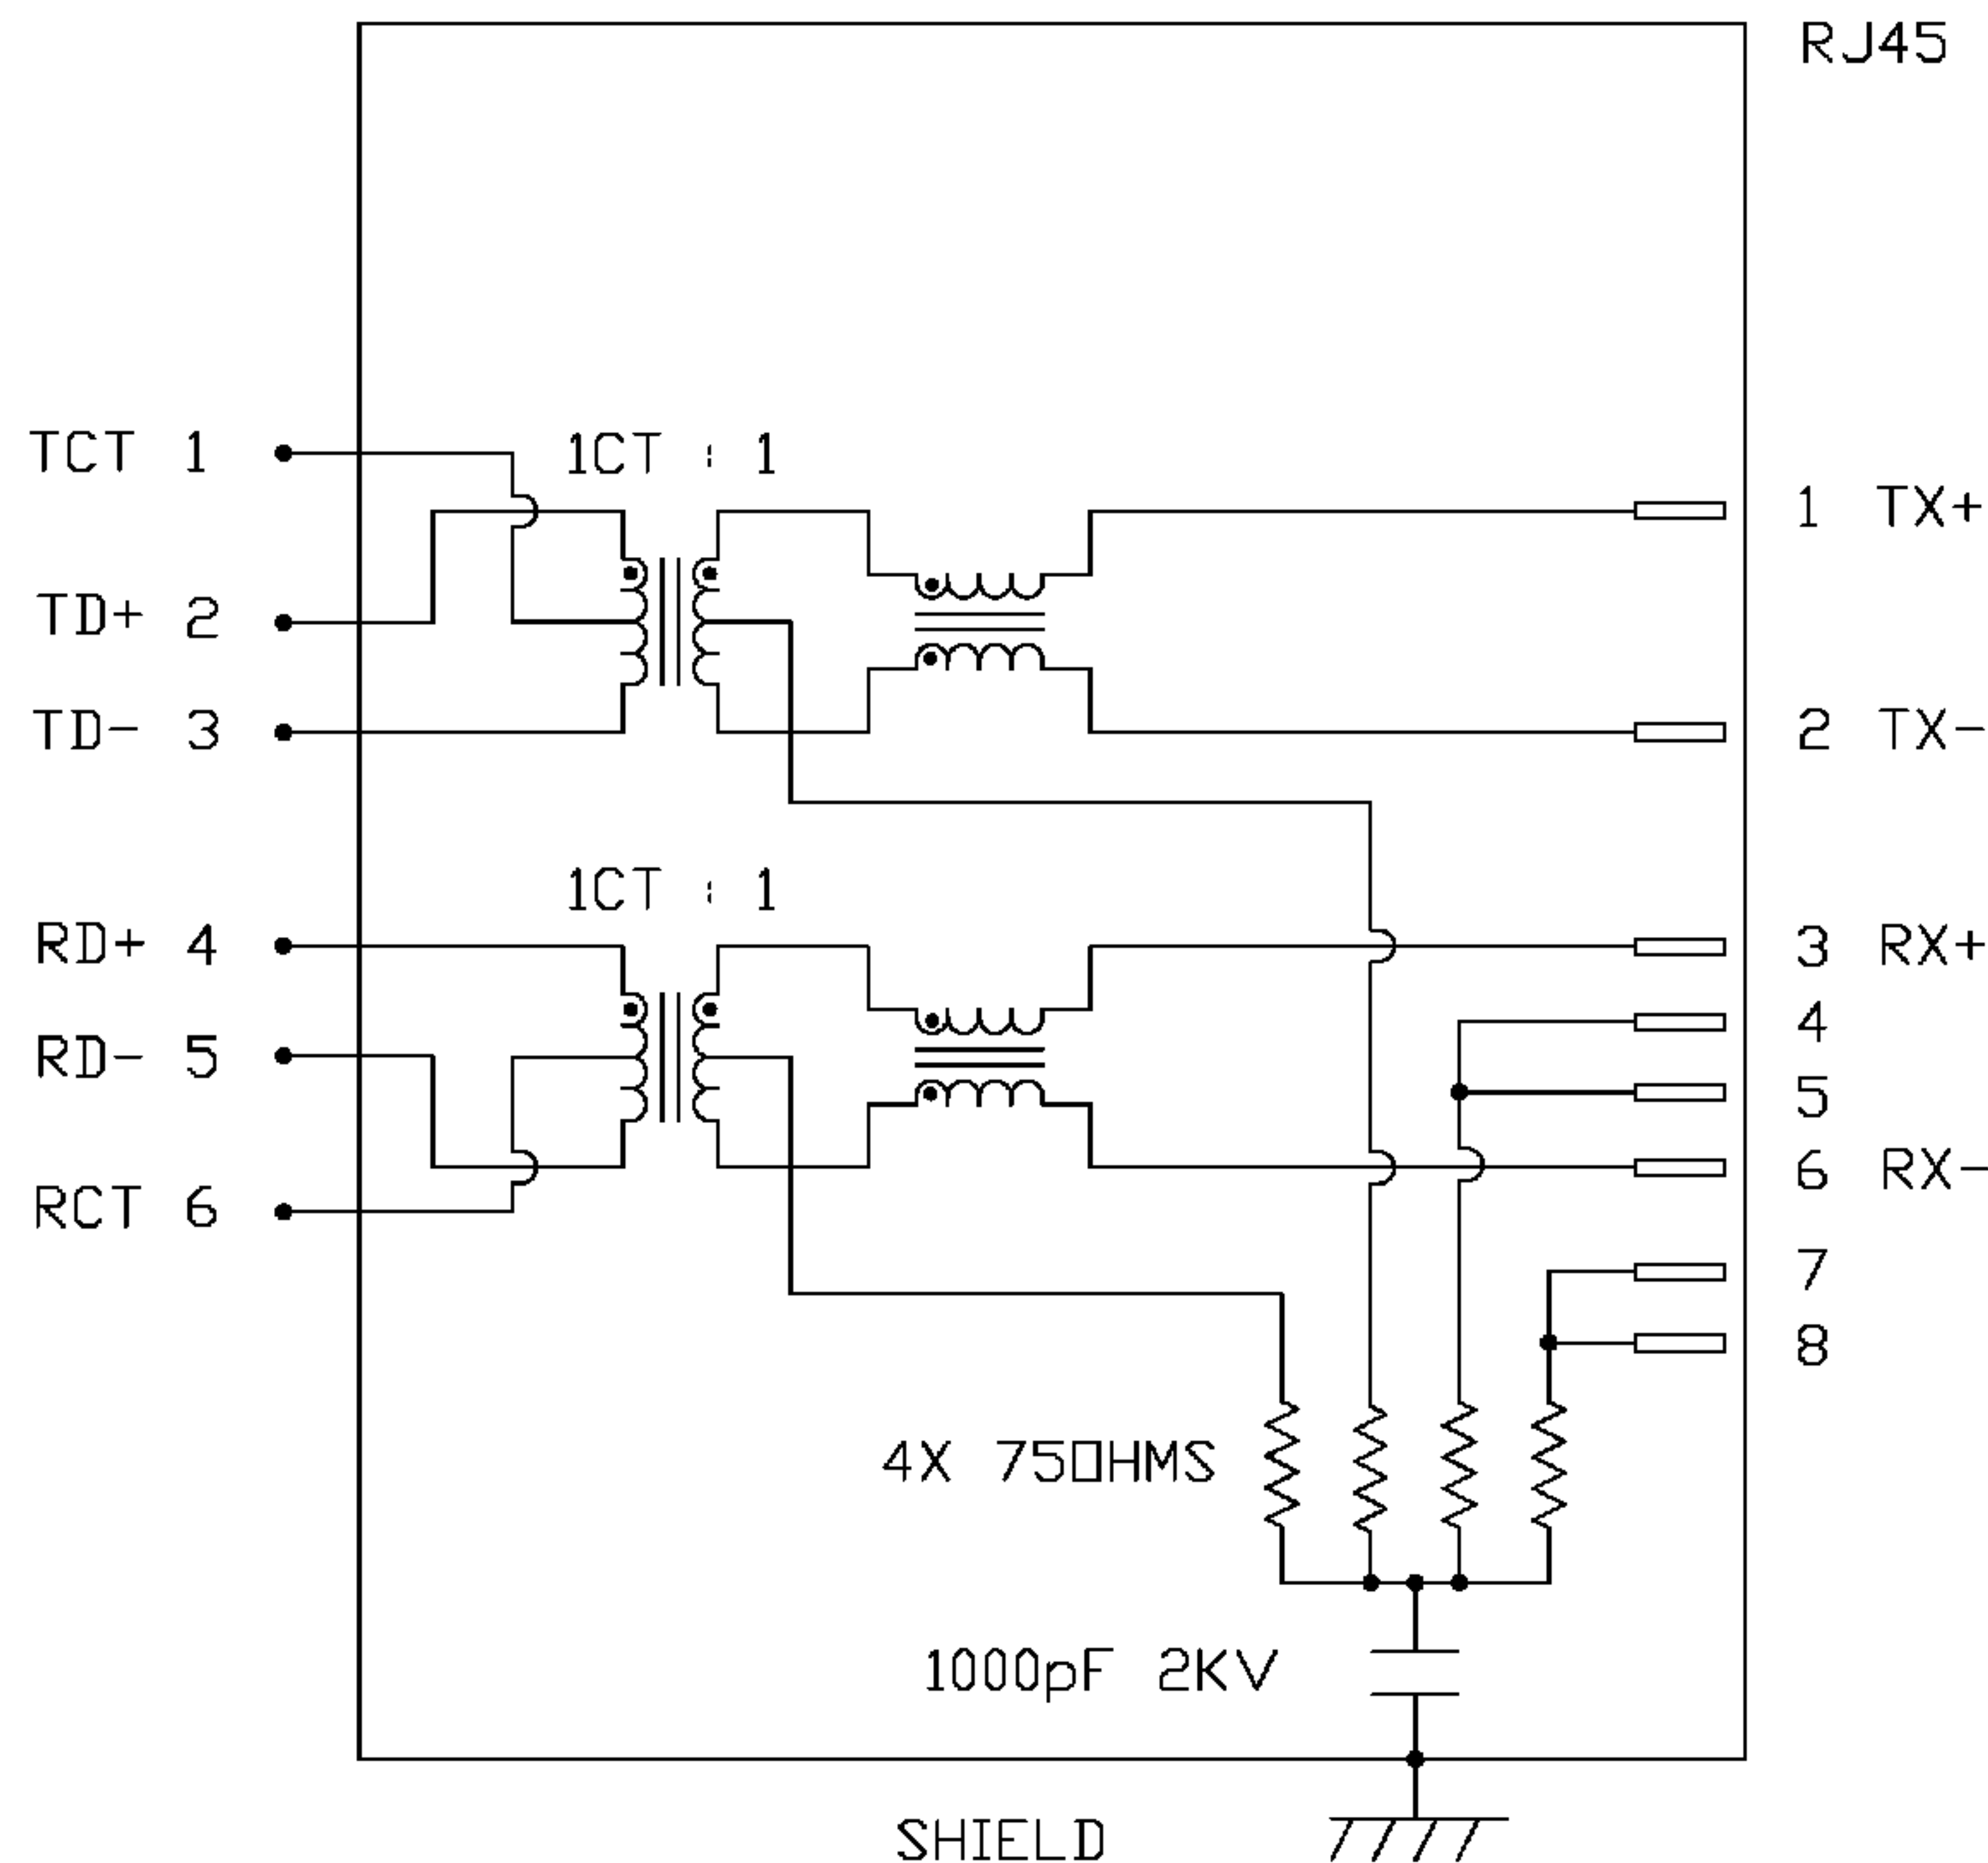 RJ45
TCT 1
1CT : 1
1 TX+
TD+ 2
TD- 3
2 TX-
1CT : 1
RD+ 4
3 RX+
4
RD- 5
5
6 RX-
RCT 6
7
8
4X 75OHMS
1000pF 2KV
SHIELD